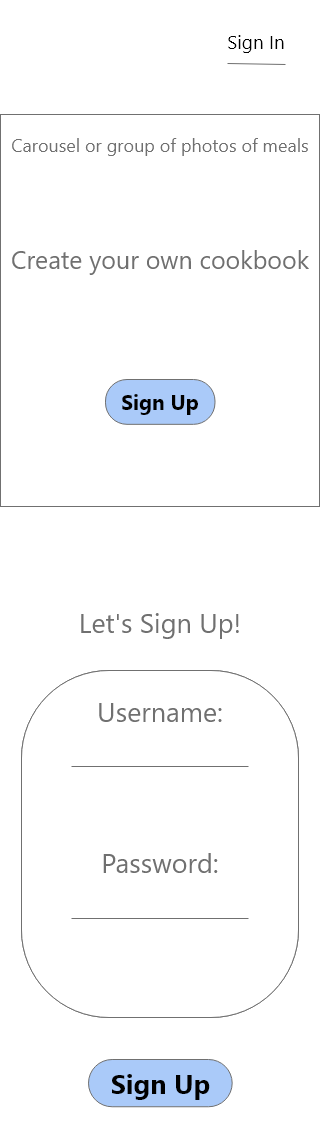 Sign In
Carousel or group of photos of meals
Create your own cookbook
Sign Up
Let's Sign Up!
Username:
Password:
Sign Up